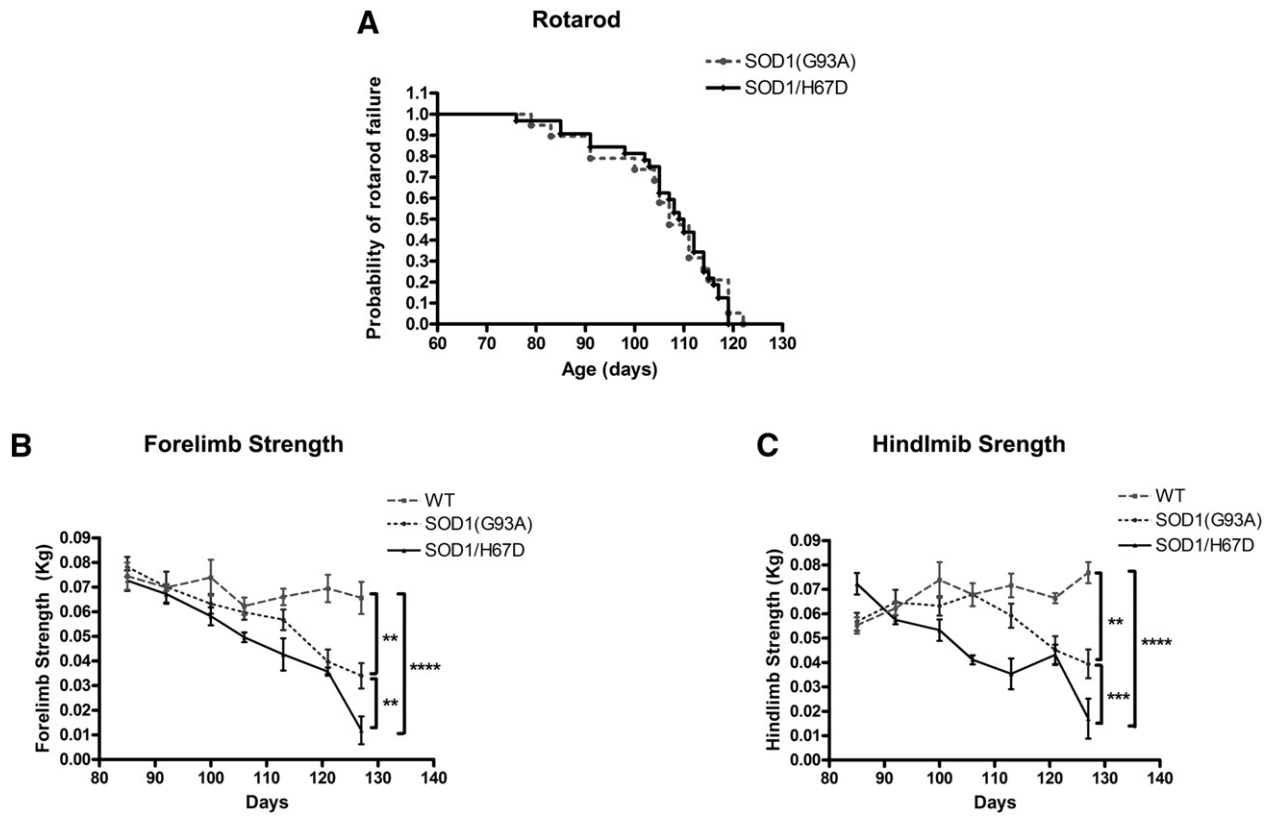 A
Rotarod
SOD1(G93A)
SOD1/H67D
Probability of rotarod failure
1.1
1.0
0.9
0.8
0.7
0.6
0.5
0.4
0.3
0.2
0.1
0.0
60 70 80 90 100 110 120 130
Age (days)
B
Forelimb Strength
WT
SOD1(G93A)
SOD1/H67D
Forelimb Strength (Kg)
0.09
0.08
0.07
0.06
0.05
0.04
0.03
0.02
0.01
0.00
**
**
****
80 90 100 110 120 130 140
Days
C
Hindlmib Srength
WT
SOD1(G93A)
SOD1/H67D
Hindlimb Strength (Kg)
0.09
0.08
0.07
0.06
0.05
0.04
0.03
0.02
0.01
0.00
**
***
****
80 90 100 110 120 130 140
Days